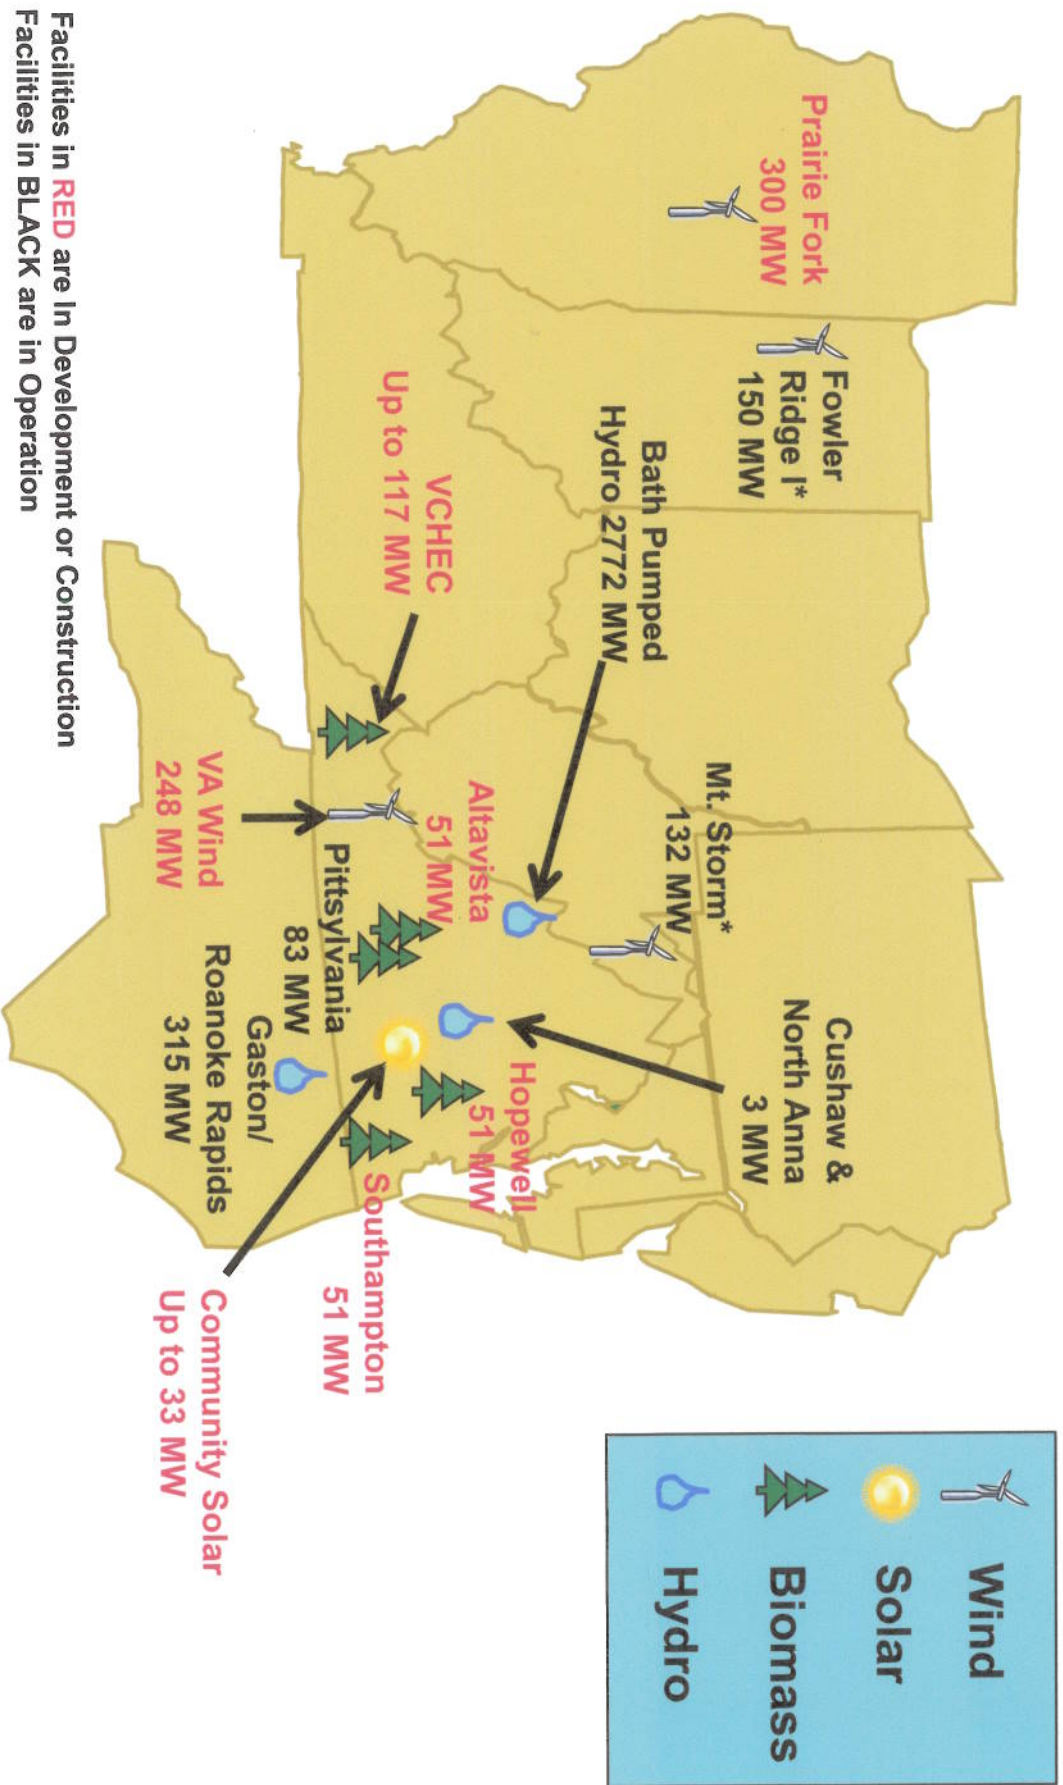 Prairie Fork
300 MW
Fowler
Ridge I*
150 MW
Bath Pumped
Hydro 2772 MW
Mt. Storm*
132 MW
Cushaw &
North Anna
3 MW
VCHEC
Up to 117 MW
Altavista
51 MW
Hopewell
51 MW
Southampton
51 MW
VA Wind
248 MW
Pittsylvania
83 MW
Gaston/
Roanoke Rapids
315 MW
Community Solar
Up to 33 MW
Wind
Solar
Biomass
Hydro
Facilities in RED are In Development or Construction
Facilities in BLACK are in Operation